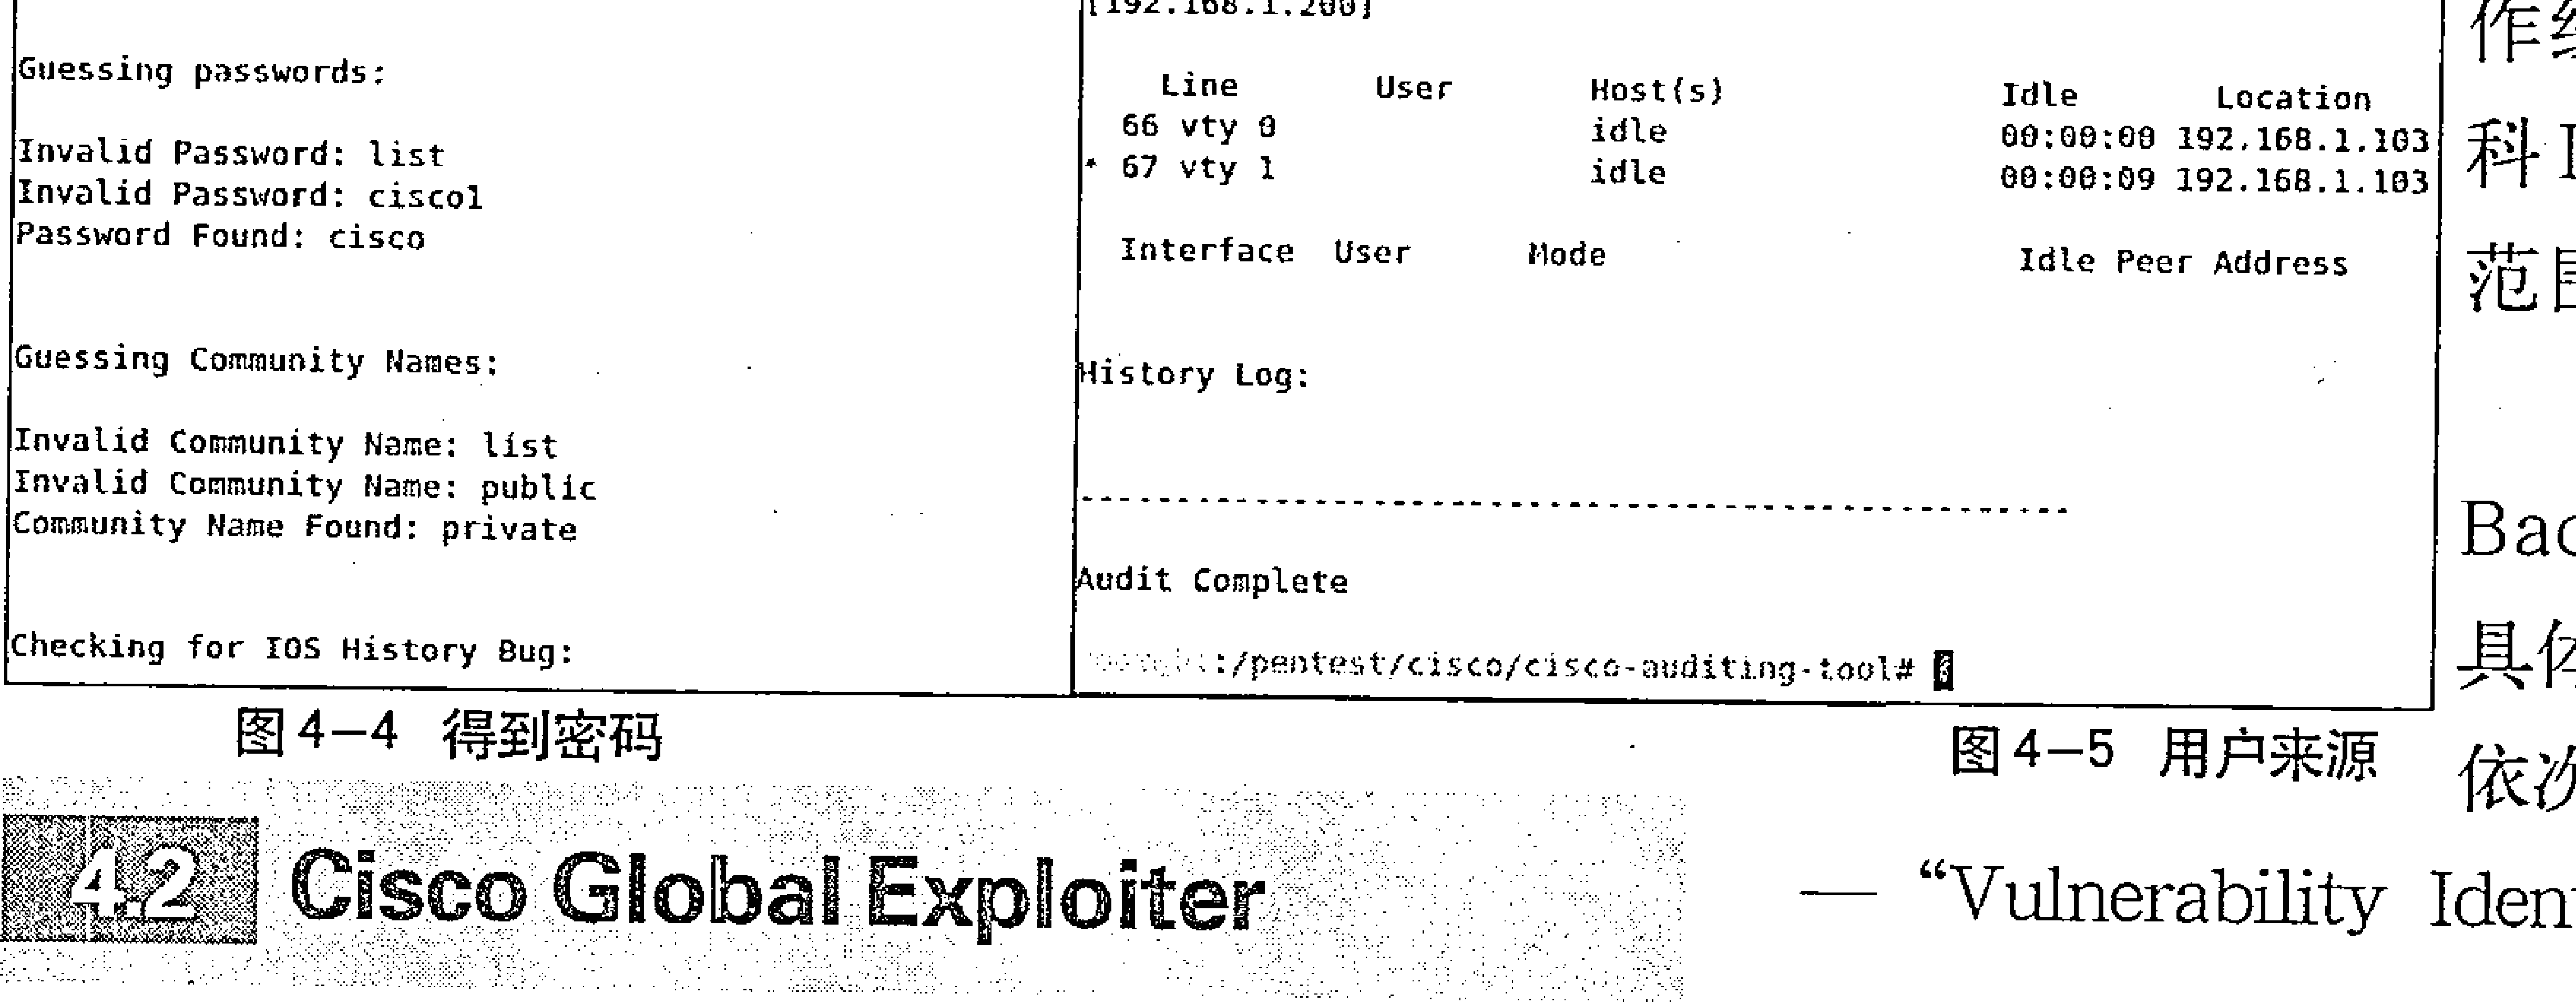 Guessing passwords:
Invalid Password: list
Invalid Password: cisco1
Password Found: cisco
Guessing Community Names:
Invalid Community Name: list
Invalid Community Name: public
Community Name Found: private
Checking for IOS History Bug:
图4-4 得到密码
[192.168.1.200]
Line User Host(s) Idle Location
66 vty 0 idle 00:00:00 192.168.1.103
* 67 vty 1 idle 00:00:09 192.168.1.103
Interface User Mode Idle Peer Address
History Log:
--------------------------------------------------
Audit Complete
:/pentest/cisco/cisco-auditing-tool#
图4-5 用户来源
4.2 Cisco Global Exploiter
作
科
范
Bac
具体
依次
— “Vulnerability Iden